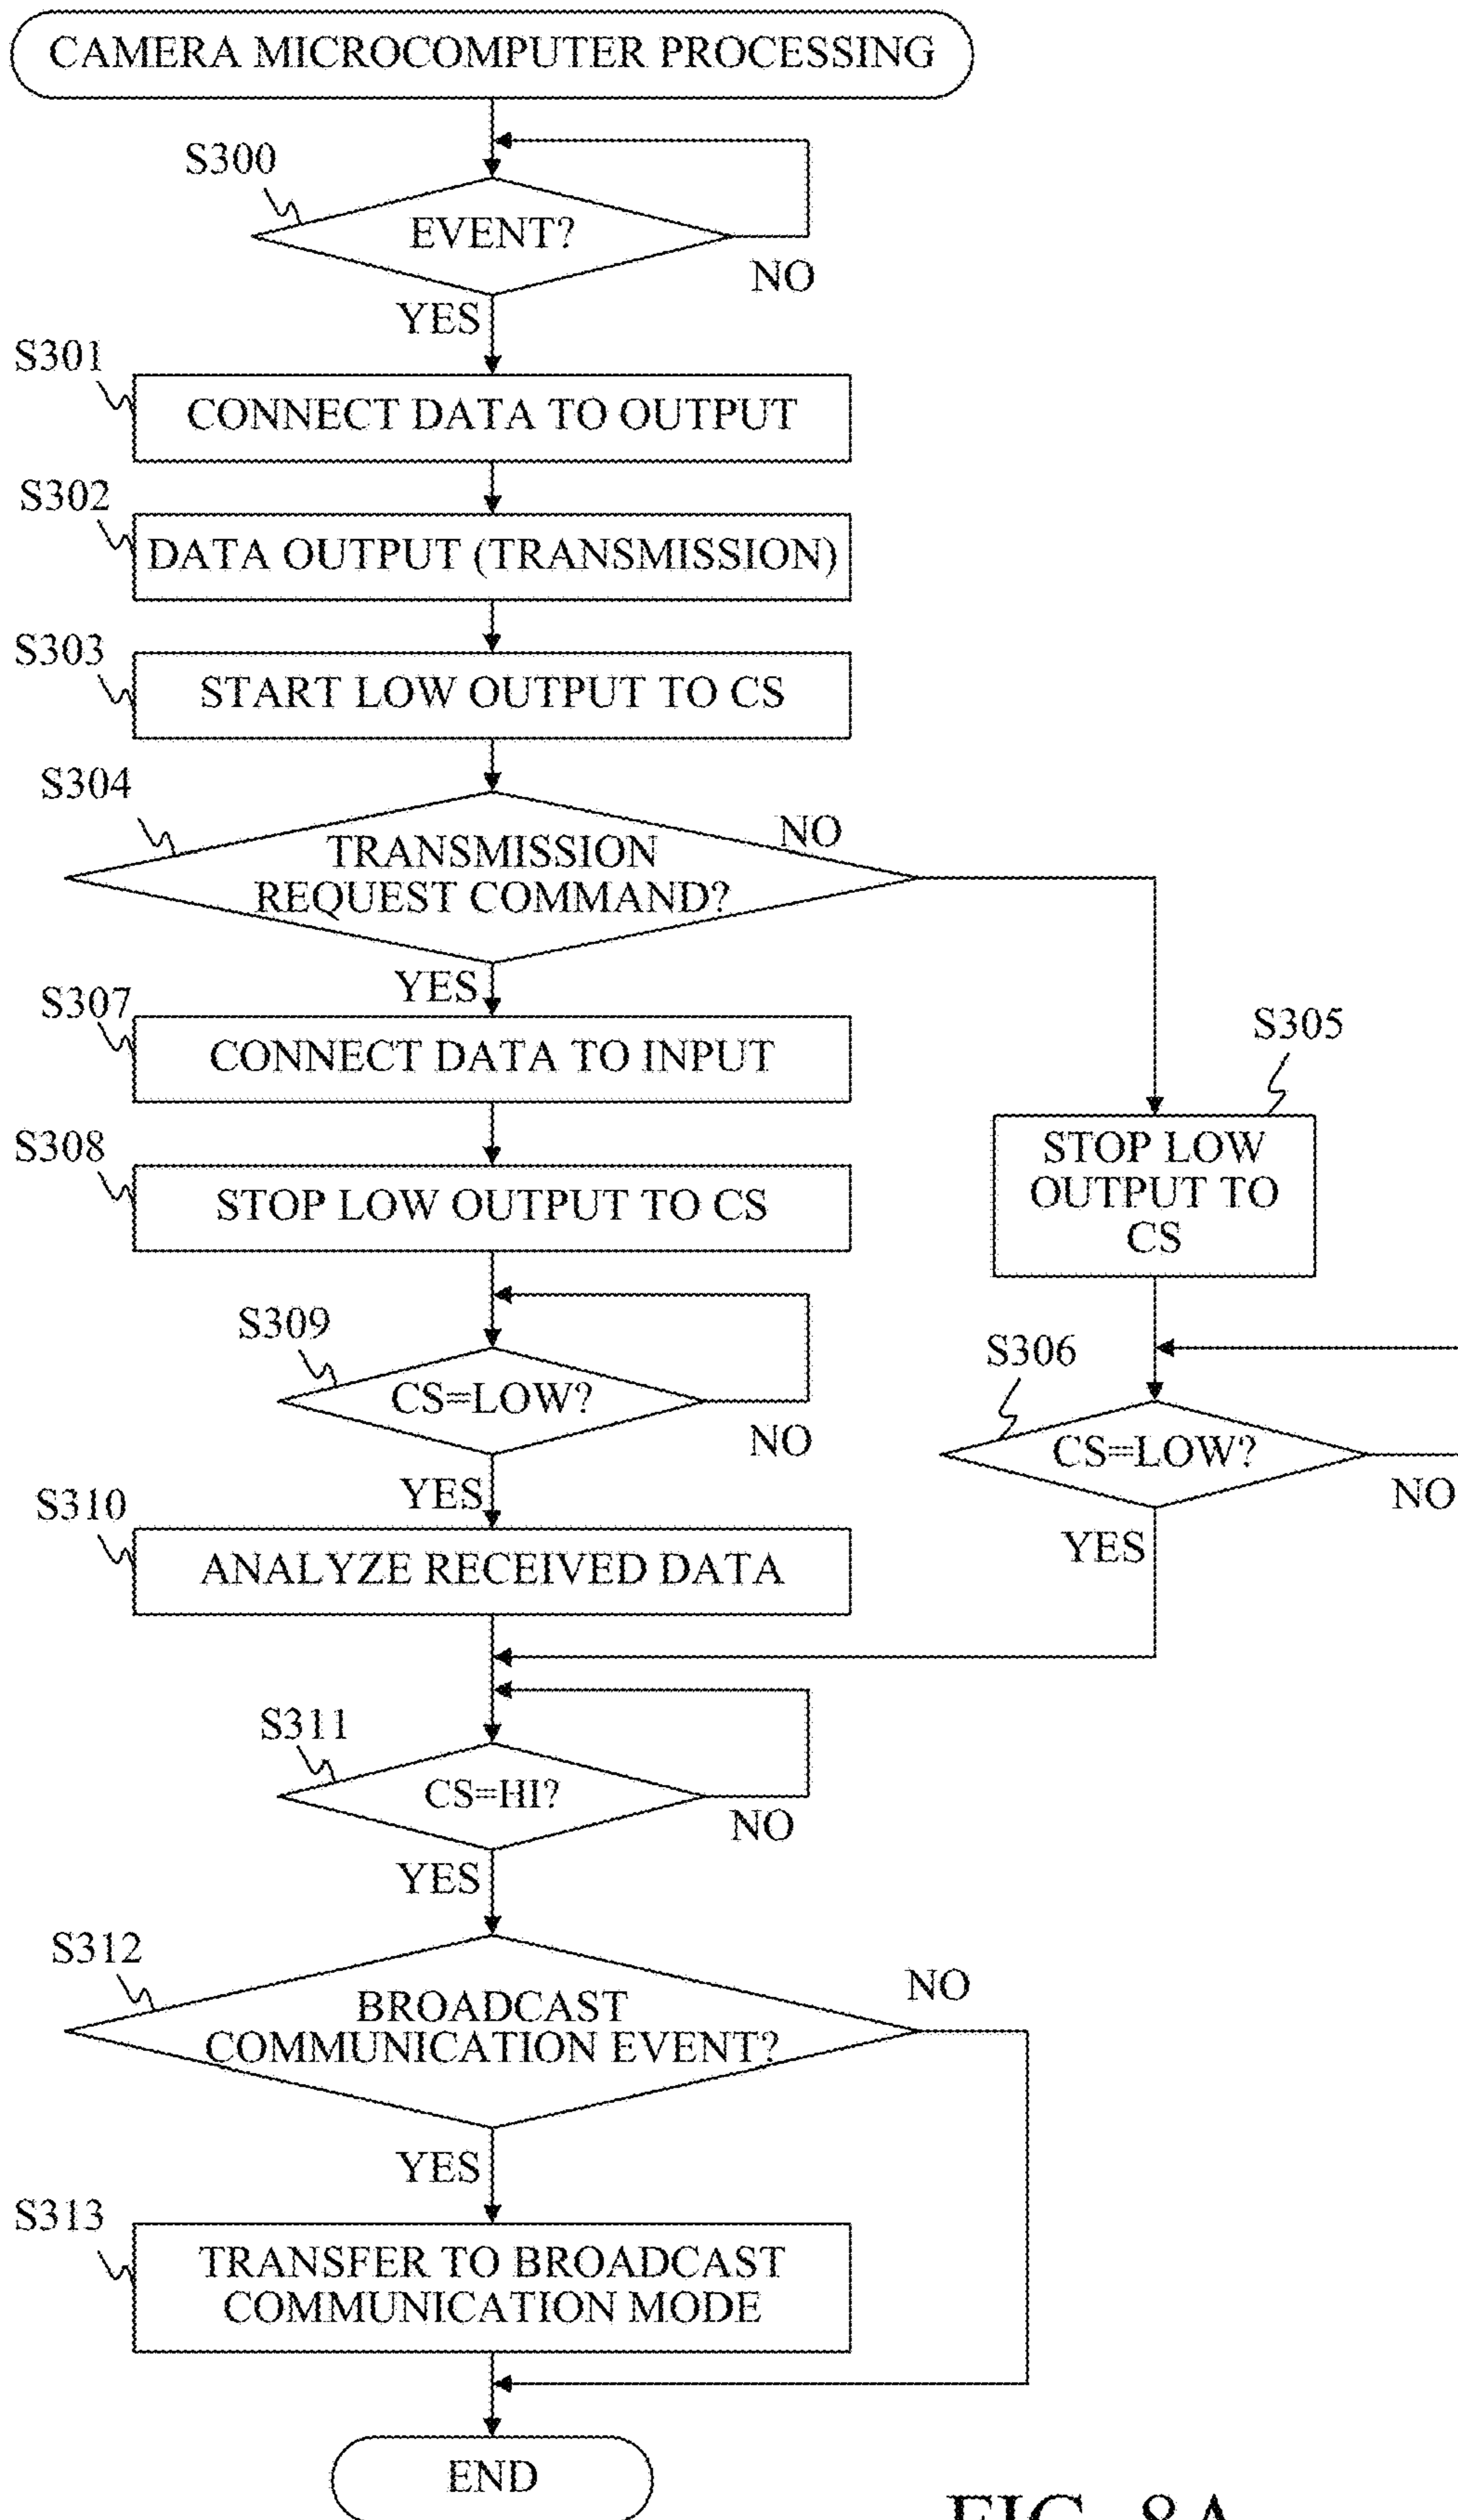 CAMERA MICROCOMPUTER PROCESSING
S300
EVENT?
NO
YES
S301
CONNECT DATA TO OUTPUT
S302
DATA OUTPUT (TRANSMISSION)
S303
START LOW OUTPUT TO CS
S304
NO
TRANSMISSION
REQUEST COMMAND?
YES
S307
CONNECT DATA TO INPUT
S305
STOP LOW
OUTPUT TO
CS
S308
STOP LOW OUTPUT TO CS
S309
CS=LOW?
NO
S306
CS=LOW?
NO
YES
YES
S310
ANALYZE RECEIVED DATA
S311
CS=HI?
NO
YES
S312
NO
BROADCAST
COMMUNICATION EVENT?
YES
S313
TRANSFER TO BROADCAST
COMMUNICATION MODE
END
FIG. 8A